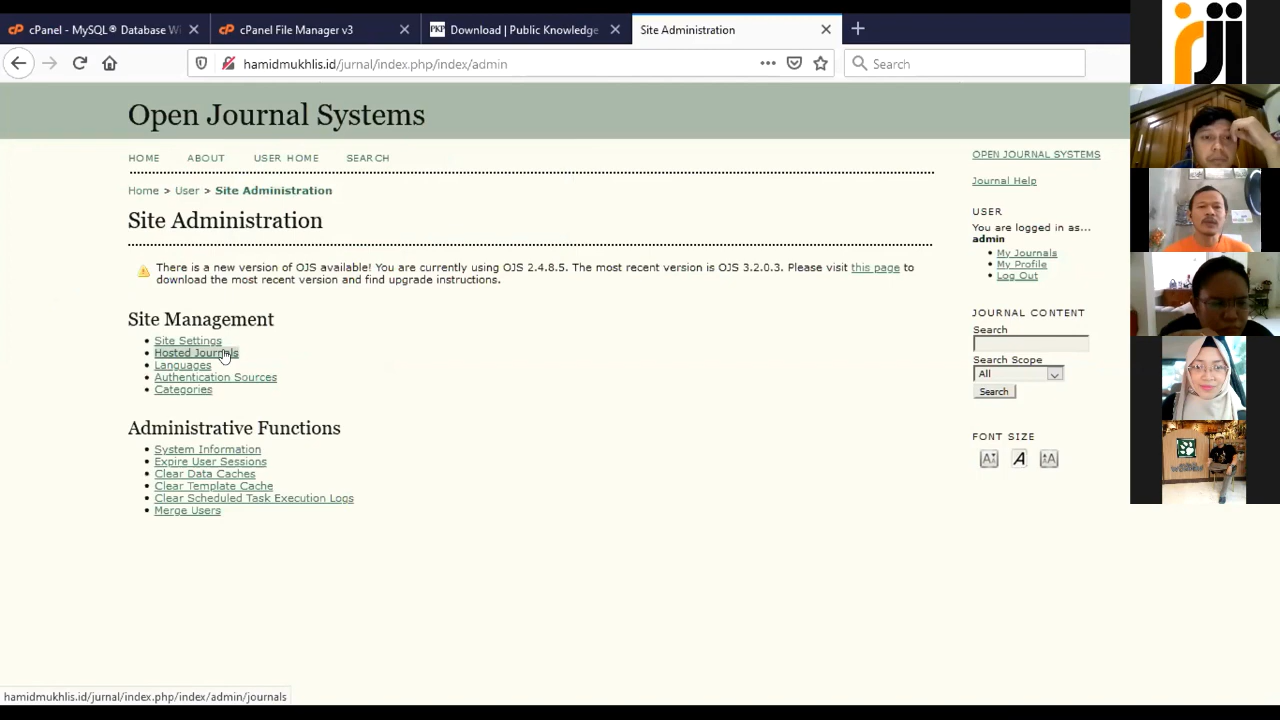 cPanel - MySQL® Database Wi
cPanel File Manager v3
PKP Download | Public Knowledge
Site Administration
hamidmukhlis.id/jurnal/index.php/index/admin
Search
Open Journal Systems
HOME ABOUT USER HOME SEARCH
Home > User > Site Administration
Site Administration
There is a new version of OJS available! You are currently using OJS 2.4.8.5. The most recent version is OJS 3.2.0.3. Please visit this page to
download the most recent version and find upgrade instructions.
Site Management
Site Settings
Hosted Journals
Languages
Authentication Sources
Categories
Administrative Functions
System Information
Expire User Sessions
Clear Data Caches
Clear Template Cache
Clear Scheduled Task Execution Logs
Merge Users
OPEN JOURNAL SYSTEMS
Journal Help
USER
You are logged in as...
admin
My Journals
My Profile
Log Out
JOURNAL CONTENT
Search
Search Scope
All
Search
FONT SIZE
A A A
hamidmukhlis.id/jurnal/index.php/index/admin/journals
rji